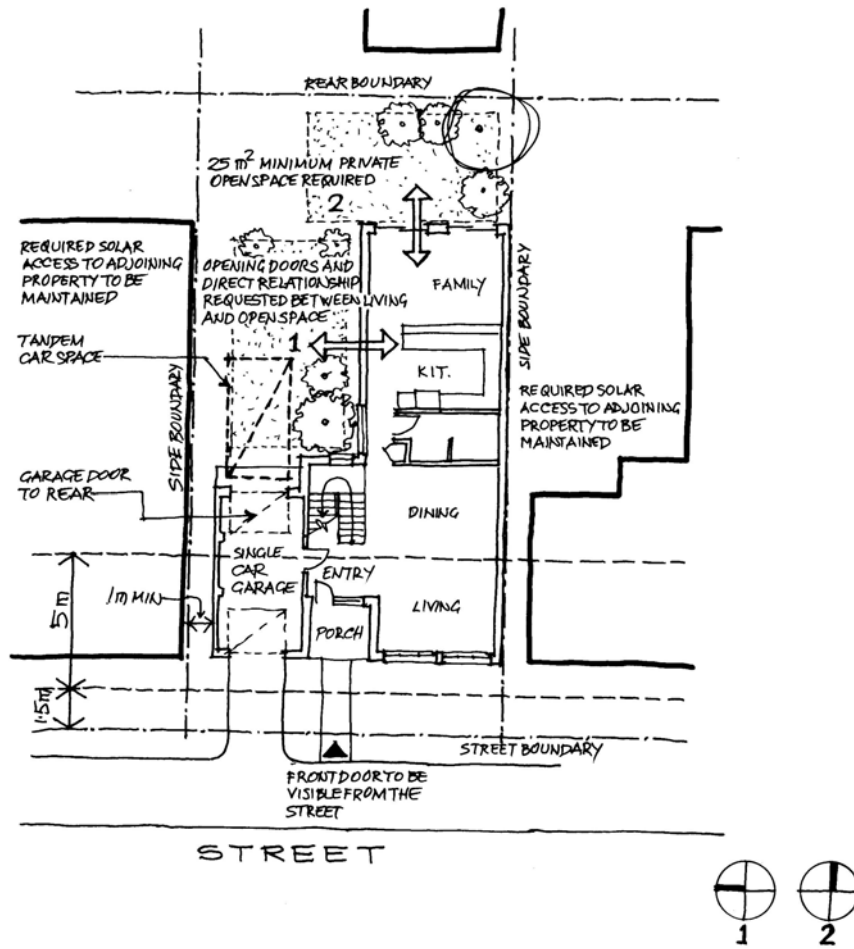 REAR BOUNDARY
25 m² MINIMUM PRIVATE
OPEN SPACE REQUIRED
2
REQUIRED SOLAR
ACCESS TO ADJOINING
PROPERTY TO BE
MAINTAINED
OPENING DOORS AND
DIRECT RELATIONSHIP
REQUESTED BETWEEN LIVING
AND OPEN SPACE
1
FAMILY
SIDE BOUNDARY
TANDEM
CAR SPACE
KIT.
SIDE BOUNDARY
REQUIRED SOLAR
ACCESS TO ADJOINING
PROPERTY TO BE
MAINTAINED
GARAGE DOOR
TO REAR
DINING
SINGLE
CAR
GARAGE
ENTRY
5m
1m MIN
LIVING
PORCH
1.5m
STREET BOUNDARY
FRONT DOOR TO BE
VISIBLE FROM THE
STREET
STREET
1
2